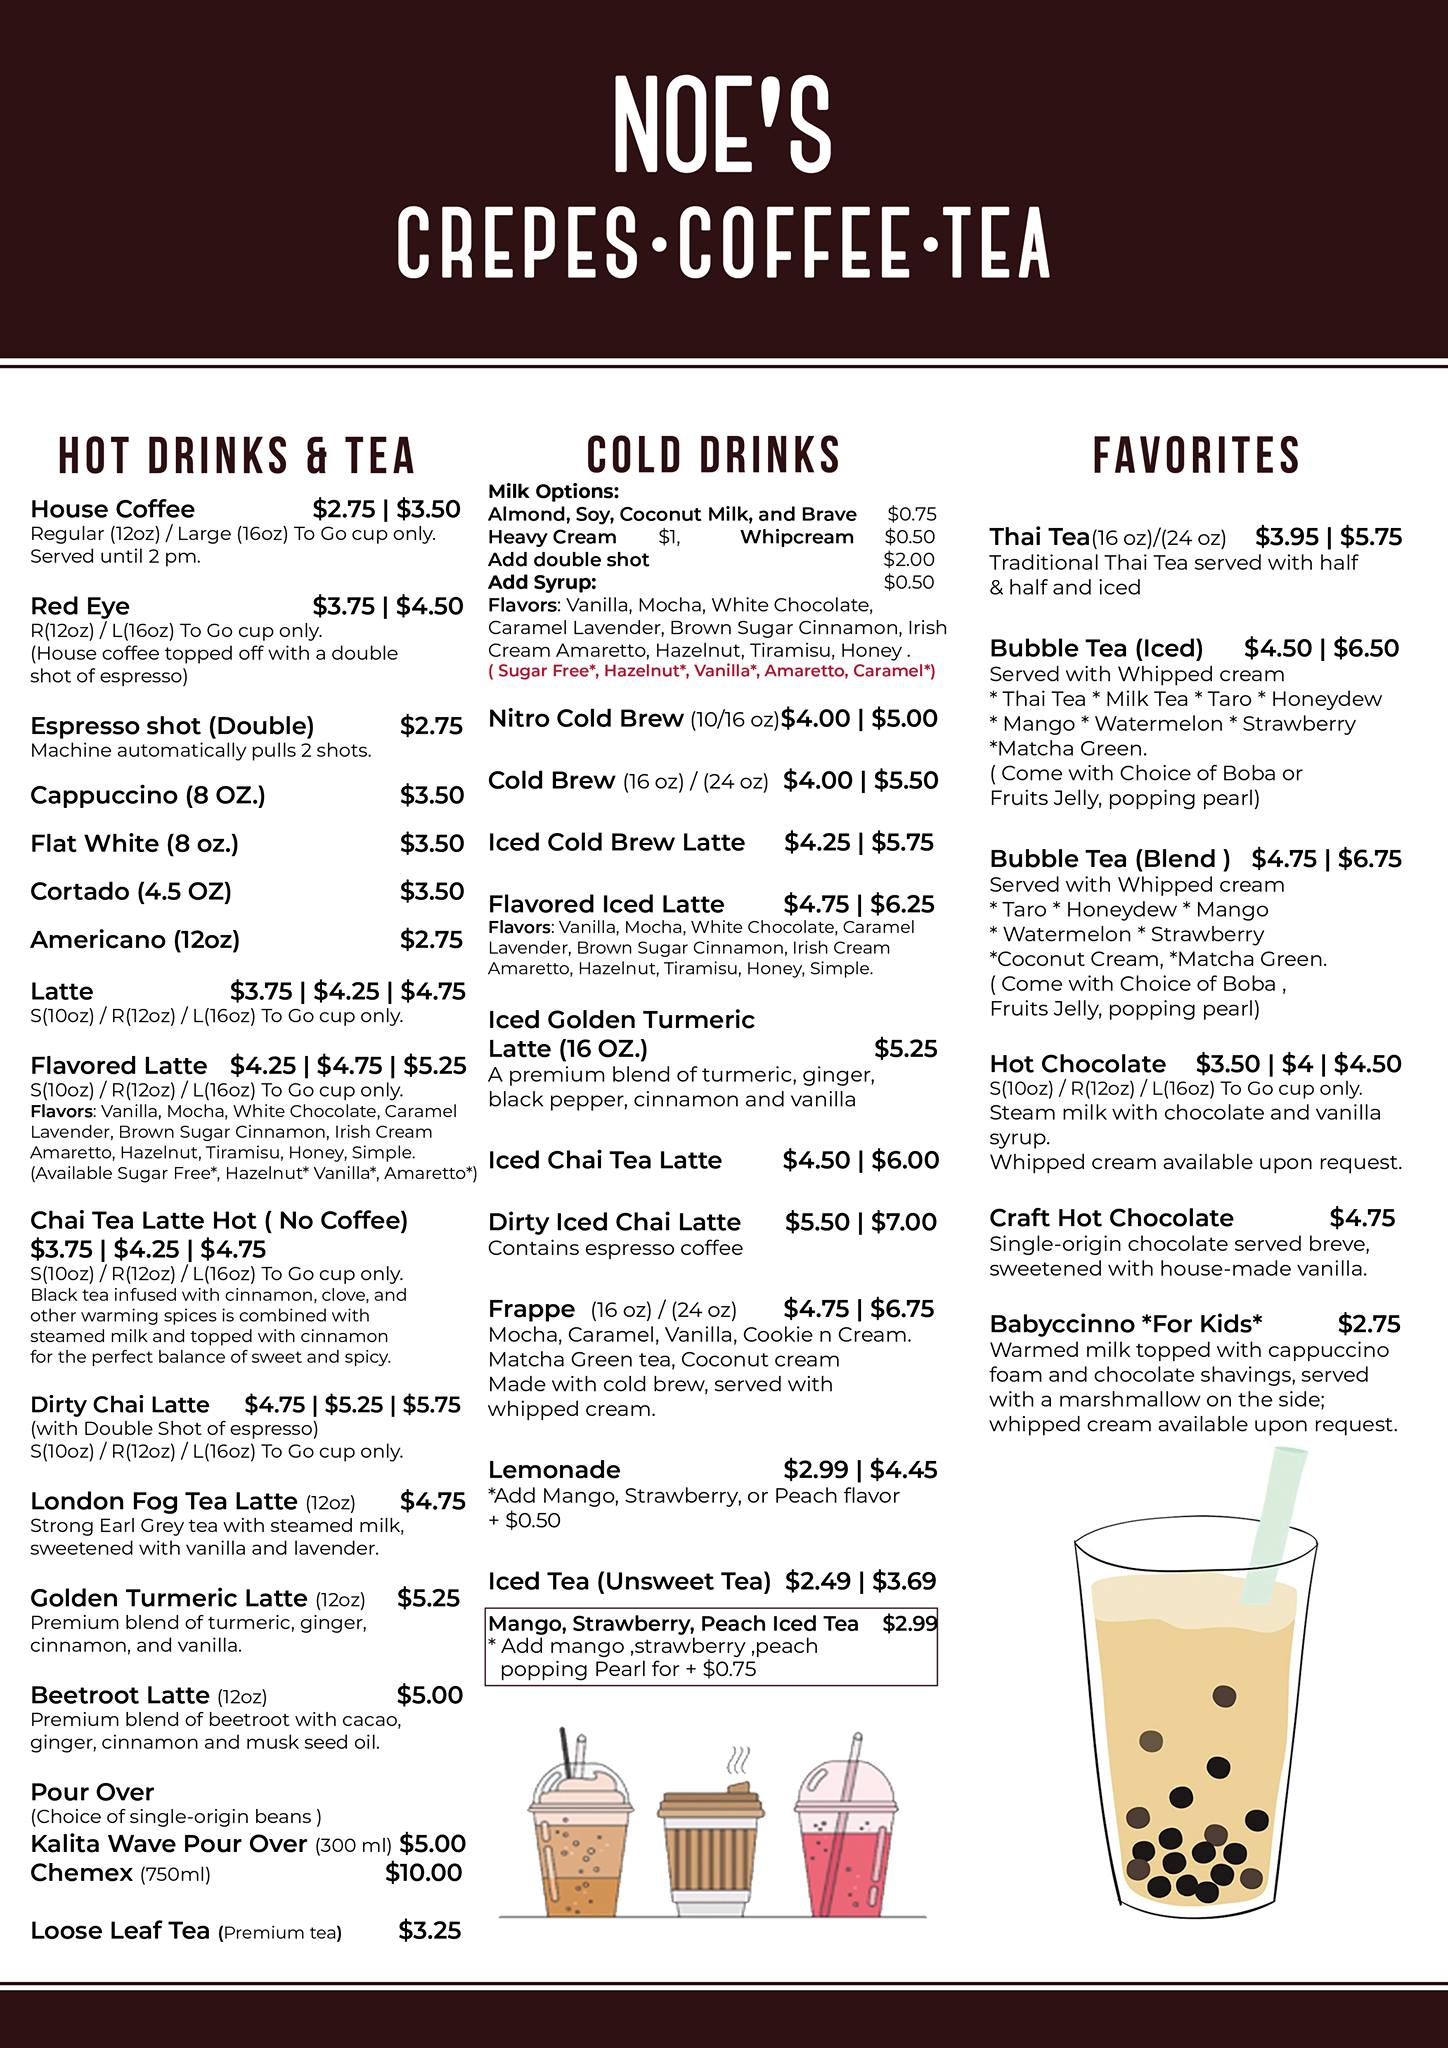 NOE'S
CREPES·COFFEE·TEA
HOT DRINKS & TEA
House Coffee $2.75 | $3.50
Regular (12oz) / Large (16oz) To Go cup only.
Served until 2 pm.
Red Eye $3.75 | $4.50
R(12oz) / L(16oz) To Go cup only.
(House coffee topped off with a double
shot of espresso)
Espresso shot (Double) $2.75
Machine automatically pulls 2 shots.
Cappuccino (8 OZ.) $3.50
Flat White (8 oz.) $3.50
Cortado (4.5 OZ) $3.50
Americano (12oz) $2.75
Latte $3.75 | $4.25 | $4.75
S(10oz) / R(12oz) / L(16oz) To Go cup only.
Flavored Latte $4.25 | $4.75 | $5.25
S(10oz) / R(12oz) / L(16oz) To Go cup only.
Flavors: Vanilla, Mocha, White Chocolate, Caramel
Lavender, Brown Sugar Cinnamon, Irish Cream
Amaretto, Hazelnut, Tiramisu, Honey, Simple.
(Available Sugar Free*, Hazelnut* Vanilla*, Amaretto*)
Chai Tea Latte Hot ( No Coffee)
$3.75 | $4.25 | $4.75
S(10oz) / R(12oz) / L(16oz) To Go cup only.
Black tea infused with cinnamon, clove, and
other warming spices is combined with
steamed milk and topped with cinnamon
for the perfect balance of sweet and spicy.
Dirty Chai Latte $4.75 | $5.25 | $5.75
(with Double Shot of espresso)
S(10oz) / R(12oz) / L(16oz) To Go cup only.
London Fog Tea Latte (12oz) $4.75
Strong Earl Grey tea with steamed milk,
sweetened with vanilla and lavender.
Golden Turmeric Latte (12oz) $5.25
Premium blend of turmeric, ginger,
cinnamon, and vanilla.
Beetroot Latte (12oz) $5.00
Premium blend of beetroot with cacao,
ginger, cinnamon and musk seed oil.
Pour Over
(Choice of single-origin beans )
Kalita Wave Pour Over (300 ml) $5.00
Chemex (750ml) $10.00
Loose Leaf Tea (Premium tea) $3.25
COLD DRINKS
Milk Options:
Almond, Soy, Coconut Milk, and Brave $0.75
Heavy Cream $1, Whipcream $0.50
Add double shot $2.00
Add Syrup: $0.50
Flavors: Vanilla, Mocha, White Chocolate,
Caramel Lavender, Brown Sugar Cinnamon, Irish
Cream Amaretto, Hazelnut, Tiramisu, Honey .
( Sugar Free*, Hazelnut*, Vanilla*, Amaretto, Caramel*)
Nitro Cold Brew (10/16 oz)$4.00 | $5.00
Cold Brew (16 oz) / (24 oz) $4.00 | $5.50
Iced Cold Brew Latte $4.25 | $5.75
Flavored Iced Latte $4.75 | $6.25
Flavors: Vanilla, Mocha, White Chocolate, Caramel
Lavender, Brown Sugar Cinnamon, Irish Cream
Amaretto, Hazelnut, Tiramisu, Honey, Simple.
Iced Golden Turmeric
Latte (16 OZ.) $5.25
A premium blend of turmeric, ginger,
black pepper, cinnamon and vanilla
Iced Chai Tea Latte $4.50 | $6.00
Dirty Iced Chai Latte $5.50 | $7.00
Contains espresso coffee
Frappe (16 oz) / (24 oz) $4.75 | $6.75
Mocha, Caramel, Vanilla, Cookie n Cream.
Matcha Green tea, Coconut cream
Made with cold brew, served with
whipped cream.
Lemonade $2.99 | $4.45
*Add Mango, Strawberry, or Peach flavor
+ $0.50
Iced Tea (Unsweet Tea) $2.49 | $3.69
Mango, Strawberry, Peach Iced Tea $2.99
* Add mango ,strawberry ,peach
popping Pearl for + $0.75
FAVORITES
Thai Tea(16 oz)/(24 oz) $3.95 | $5.75
Traditional Thai Tea served with half
& half and iced
Bubble Tea (Iced) $4.50 | $6.50
Served with Whipped cream
* Thai Tea * Milk Tea * Taro * Honeydew
* Mango * Watermelon * Strawberry
*Matcha Green.
( Come with Choice of Boba or
Fruits Jelly, popping pearl)
Bubble Tea (Blend ) $4.75 | $6.75
Served with Whipped cream
* Taro * Honeydew * Mango
* Watermelon * Strawberry
*Coconut Cream, *Matcha Green.
( Come with Choice of Boba ,
Fruits Jelly, popping pearl)
Hot Chocolate $3.50 | $4 | $4.50
S(10oz) / R(12oz) / L(16oz) To Go cup only.
Steam milk with chocolate and vanilla
syrup.
Whipped cream available upon request.
Craft Hot Chocolate $4.75
Single-origin chocolate served breve,
sweetened with house-made vanilla.
Babyccinno *For Kids* $2.75
Warmed milk topped with cappuccino
foam and chocolate shavings, served
with a marshmallow on the side;
whipped cream available upon request.